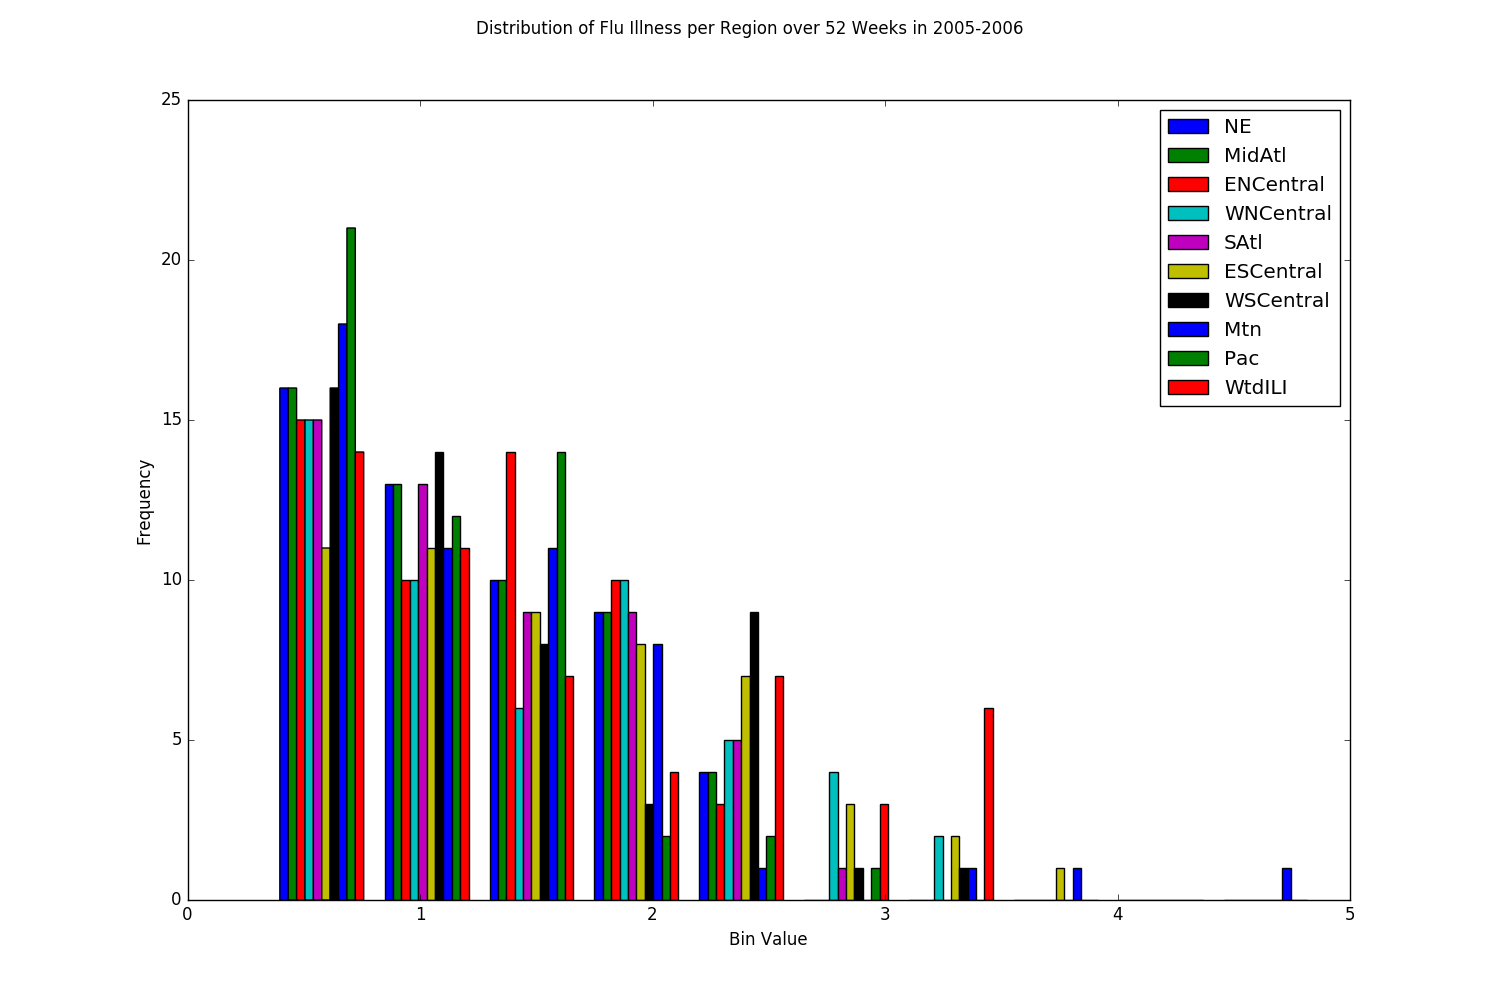 Distribution of Flu Illness per Region over 52 Weeks in 2005-2006
25
20
15
10
5
0
Frequency
0 1 2 3 4 5
Bin Value
NE
MidAtl
ENCentral
WNCentral
SAtl
ESCentral
WSCentral
Mtn
Pac
WtdILI